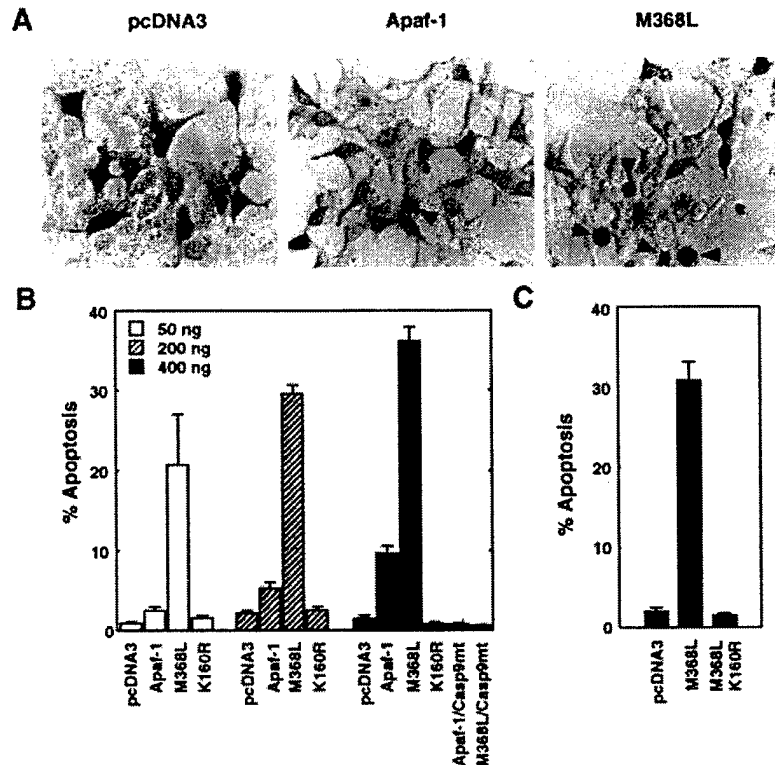 A
pcDNA3
Apaf-1
M368L
B
40
30
20
10
0
% Apoptosis
50 ng
200 ng
400 ng
pcDNA3
Apaf-1
M368L
K160R
pcDNA3
Apaf-1
M368L
K160R
pcDNA3
Apaf-1
M368L
K160R
Apaf-1/Casp9mt
M368L/Casp9mt
C
40
30
20
10
0
% Apoptosis
pcDNA3
M368L
M368L
K160R